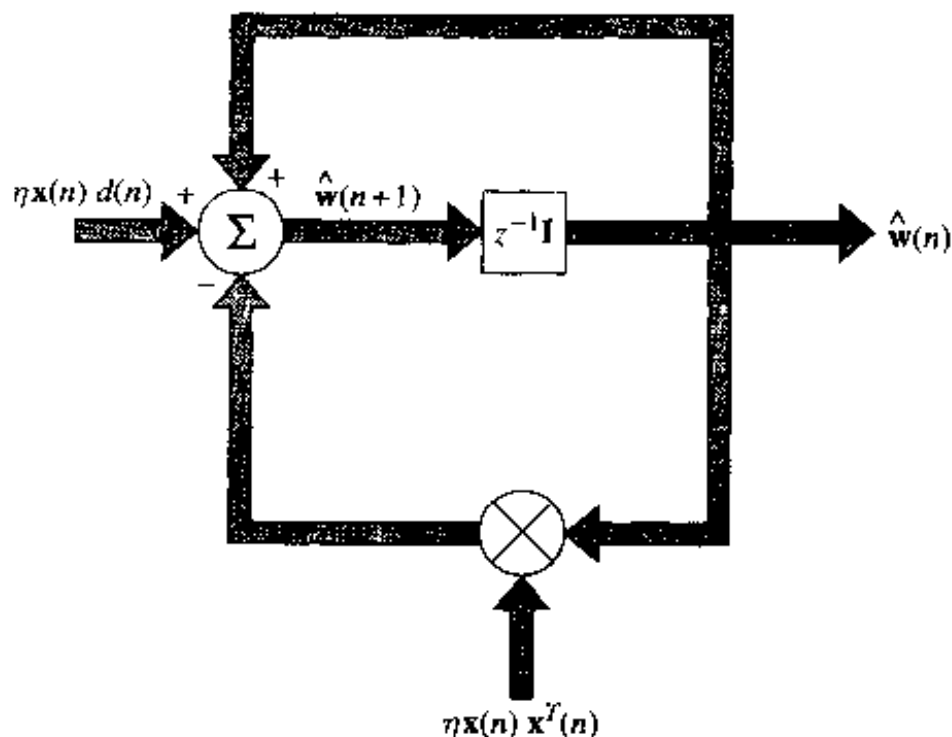 ηx(n) d(n)
+
+
−
Σ
ŵ(n+1)
z⁻¹I
ŵ(n)
ηx(n) xᵀ(n)